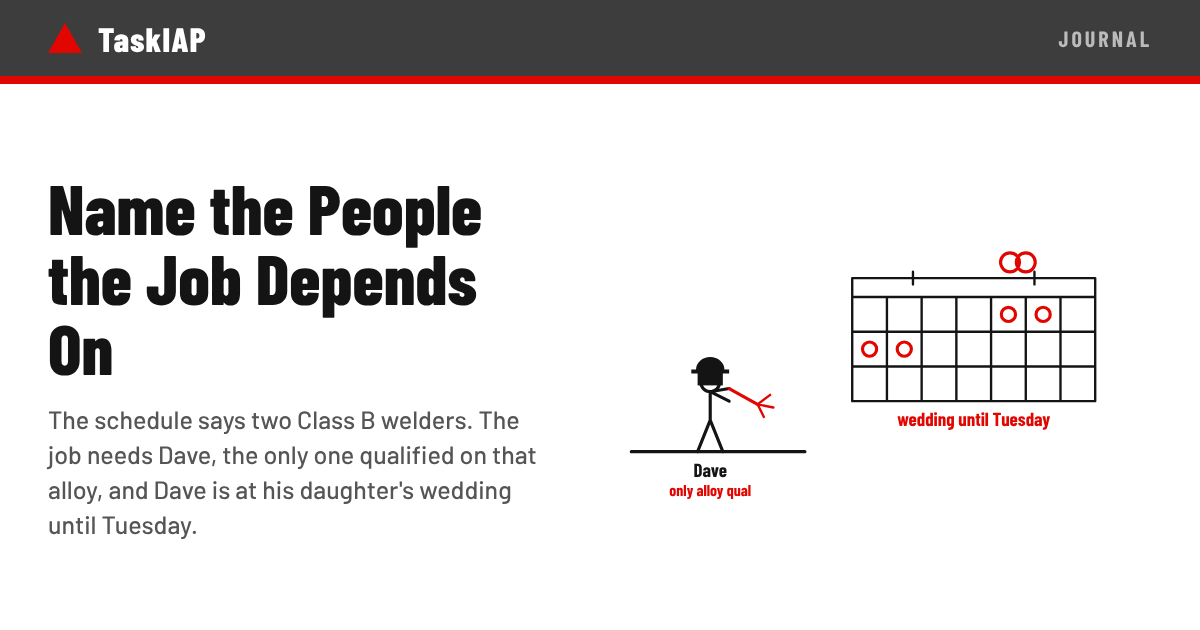 TaskIAP
JOURNAL
Name the People
the Job Depends
On
The schedule says two Class B welders. The
job needs Dave, the only one qualified on that
alloy, and Dave is at his daughter's wedding
until Tuesday.
Dave
only alloy qual
wedding until Tuesday